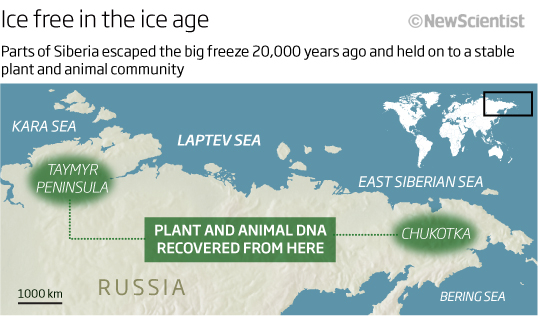 Ice free in the ice age
©NewScientist
Parts of Siberia escaped the big freeze 20,000 years ago and held on to a stable
plant and animal community
KARA SEA
LAPTEV SEA
TAYMYR
PENINSULA
EAST SIBERIAN SEA
PLANT AND ANIMAL DNA
RECOVERED FROM HERE
CHUKOTKA
RUSSIA
1000 km
BERING SEA